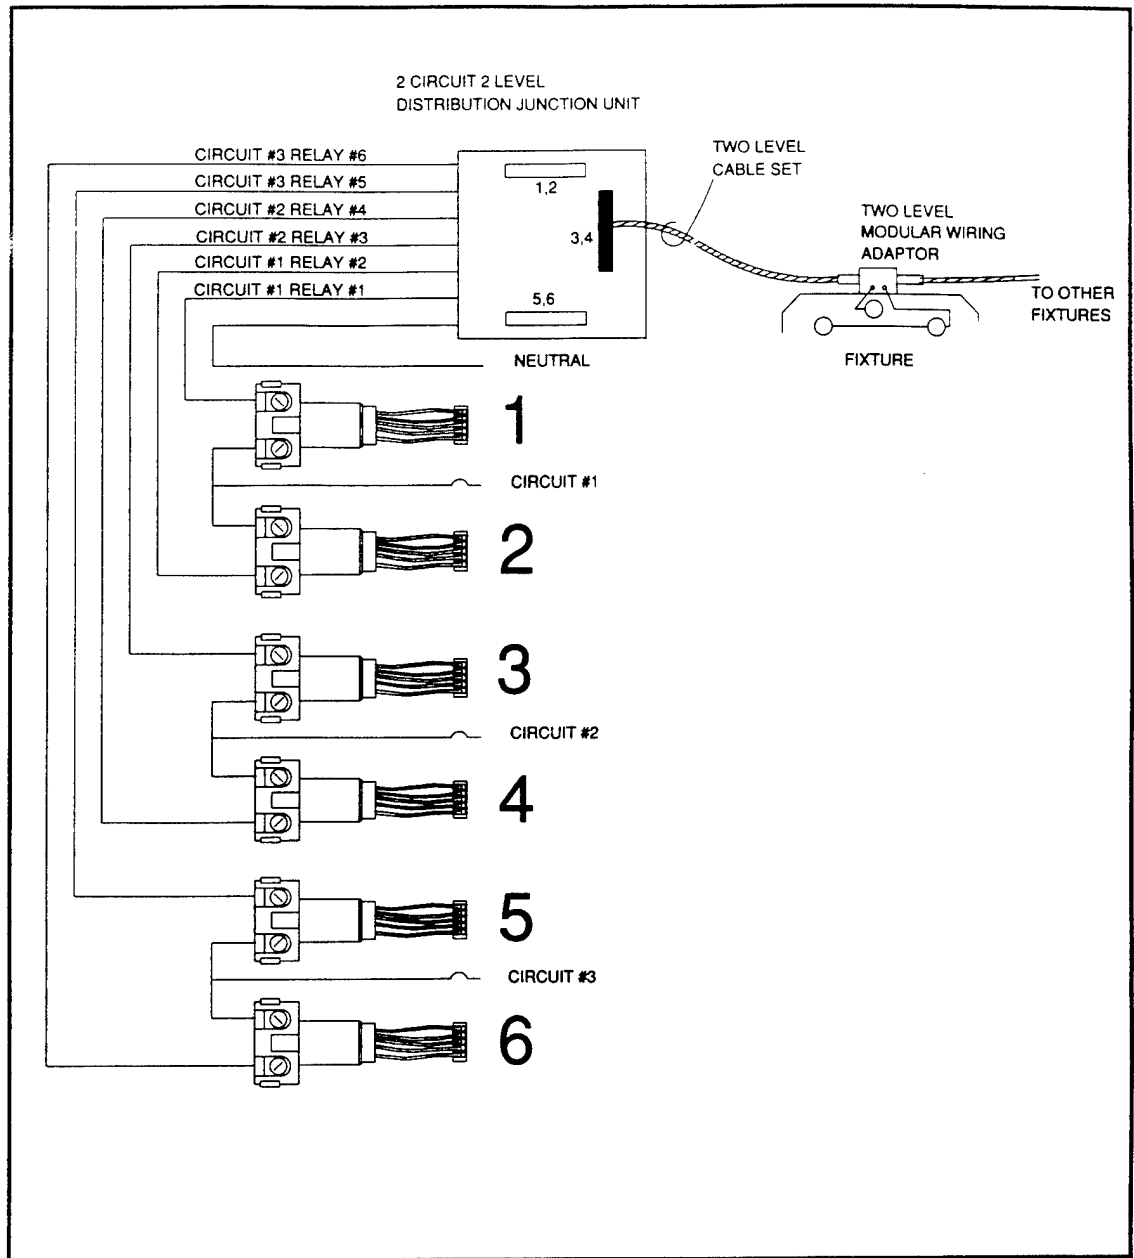 2 CIRCUIT 2 LEVEL
DISTRIBUTION JUNCTION UNIT
CIRCUIT #3 RELAY #6
CIRCUIT #3 RELAY #5
CIRCUIT #2 RELAY #4
CIRCUIT #2 RELAY #3
CIRCUIT #1 RELAY #2
CIRCUIT #1 RELAY #1
1,2
3,4
5,6
TWO LEVEL
CABLE SET
TWO LEVEL
MODULAR WIRING
ADAPTOR
TO OTHER
FIXTURES
FIXTURE
NEUTRAL
1
CIRCUIT #1
2
3
CIRCUIT #2
4
5
CIRCUIT #3
6